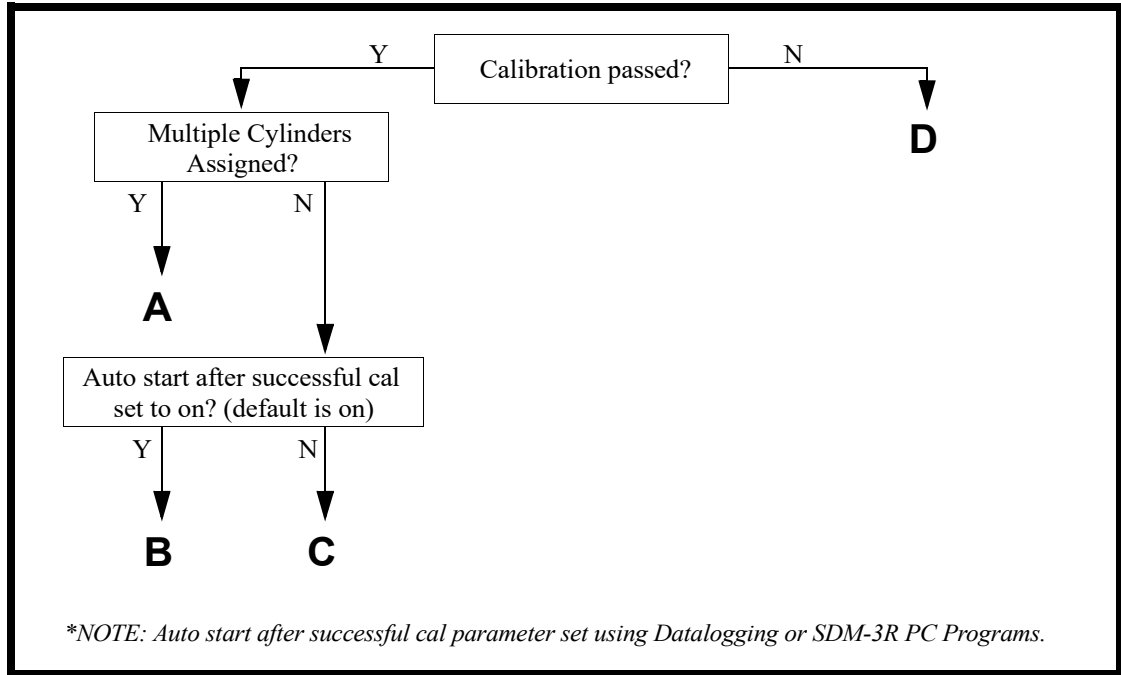 Y
Calibration passed?
N
Multiple Cylinders
Assigned?
D
Y
N
A
Auto start after successful cal
set to on? (default is on)
Y
N
B
C
*NOTE: Auto start after successful cal parameter set using Datalogging or SDM-3R PC Programs.